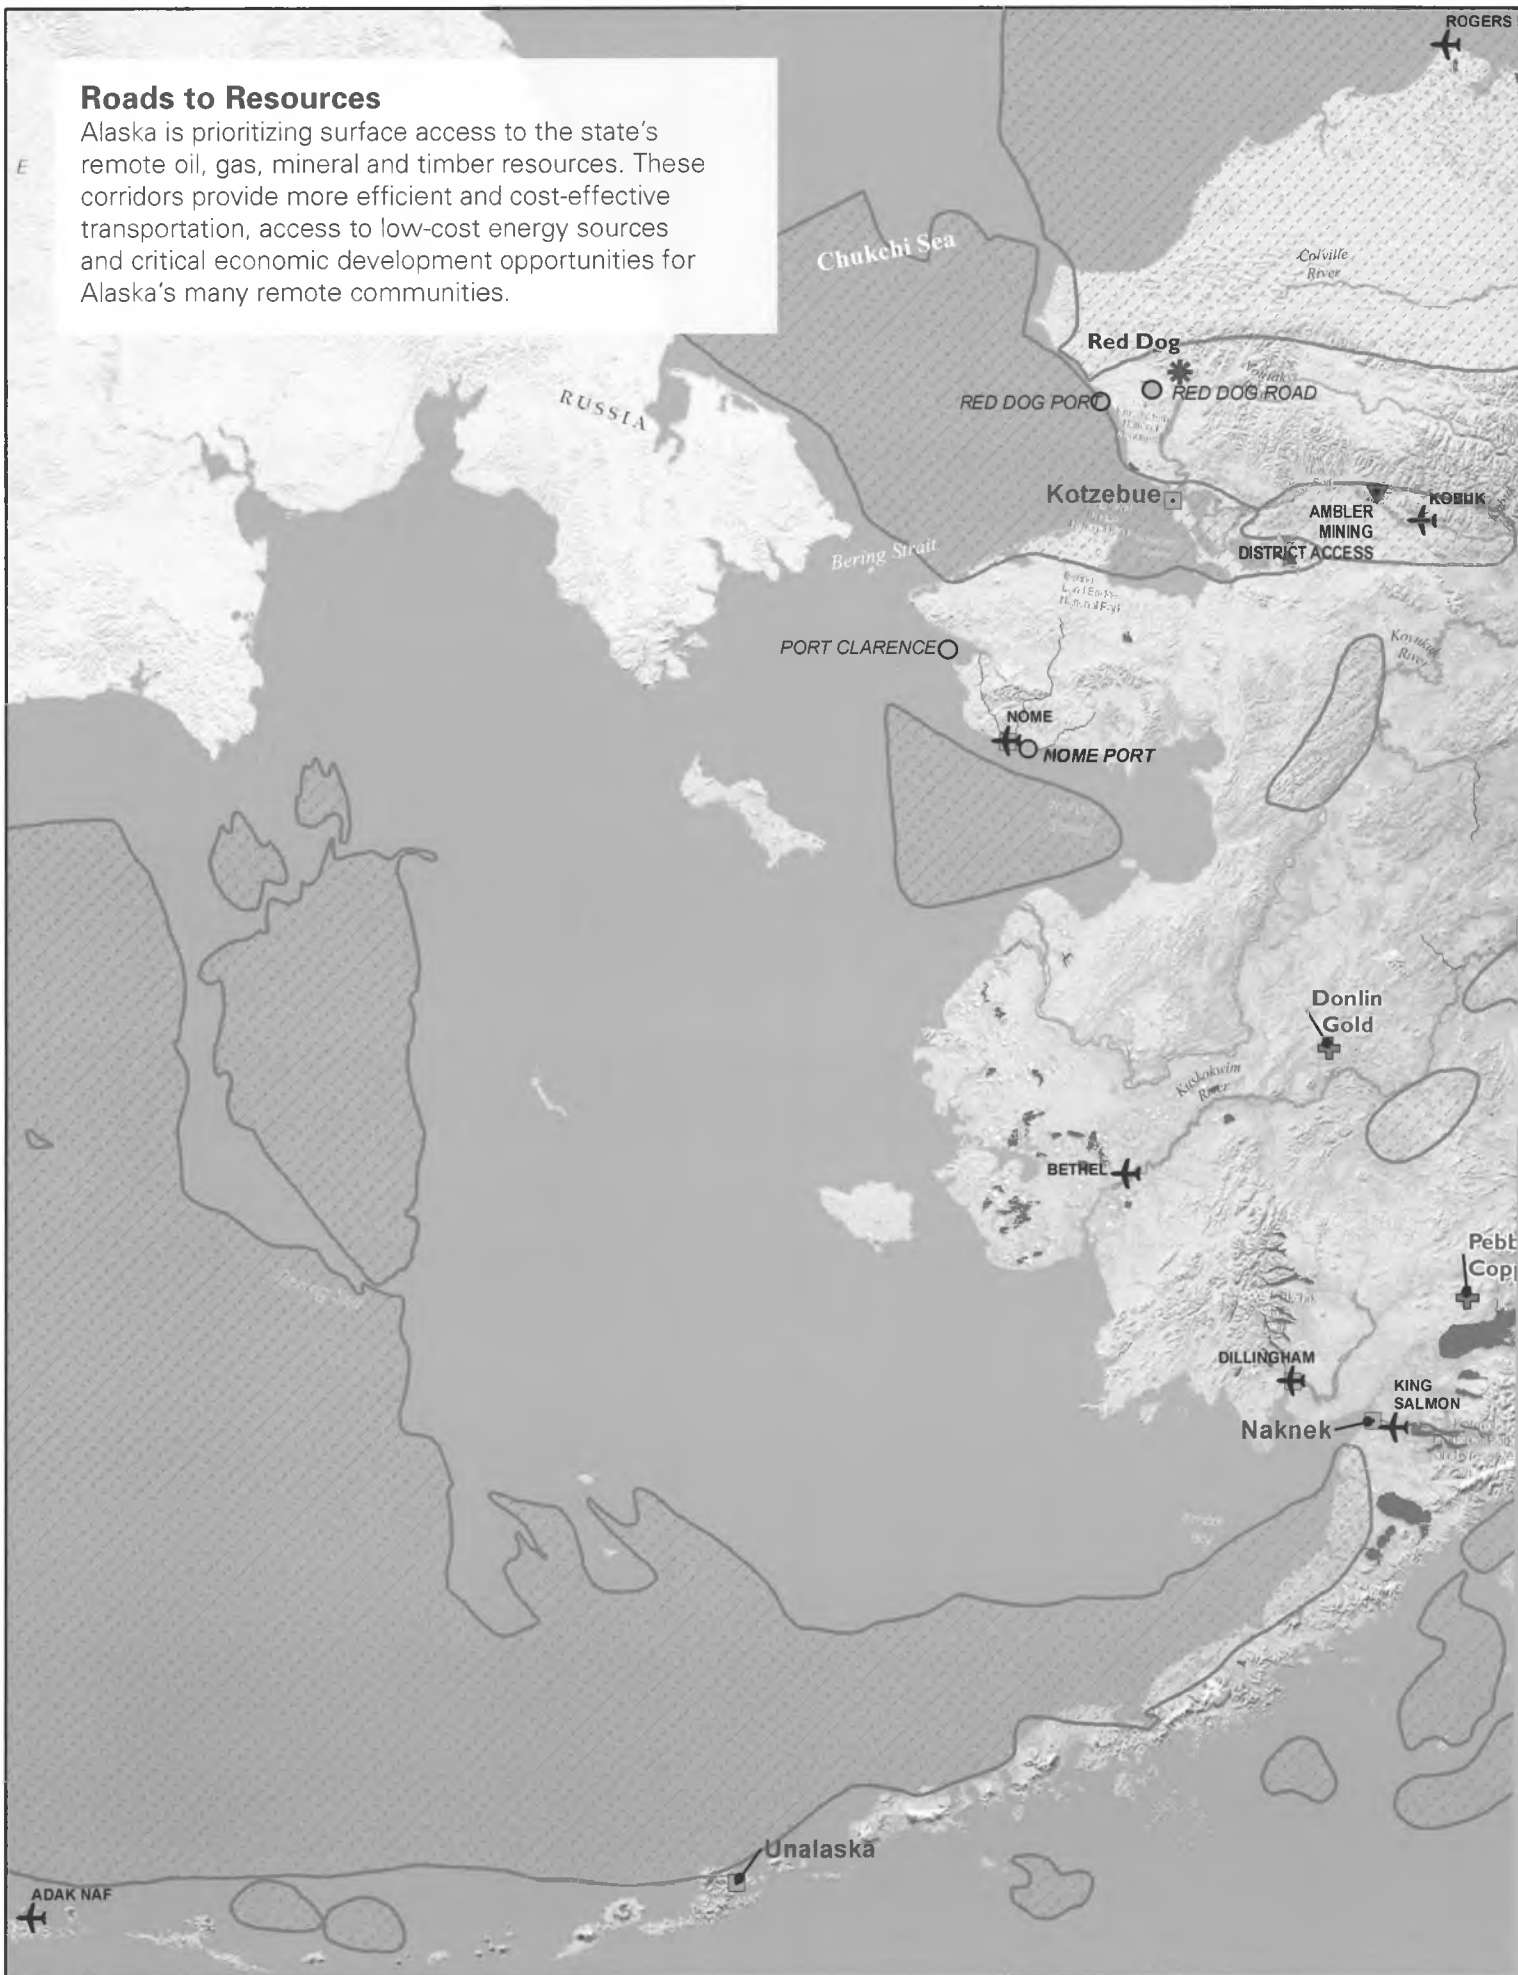 ROGERS
Roads to Resources
Alaska is prioritizing surface access to the state's
remote oil, gas, mineral and timber resources. These
corridors provide more efficient and cost-effective
transportation, access to low-cost energy sources
and critical economic development opportunities for
Alaska's many remote communities.
E
Chukchi Sea
Colville
River
Red Dog
RUSSIA
RED DOG PORT
RED DOG ROAD
Kotzebue
KOBUK
AMBLER
MINING
DISTRICT ACCESS
Bering Strait
PORT CLARENCE
Koyukuk
River
NOME
NOME PORT
Donlin
Gold
Kuskokwim
River
BETHEL
Pebb
Copp
DILLINGHAM
KING
SALMON
Naknek
Unalaska
ADAK NAF